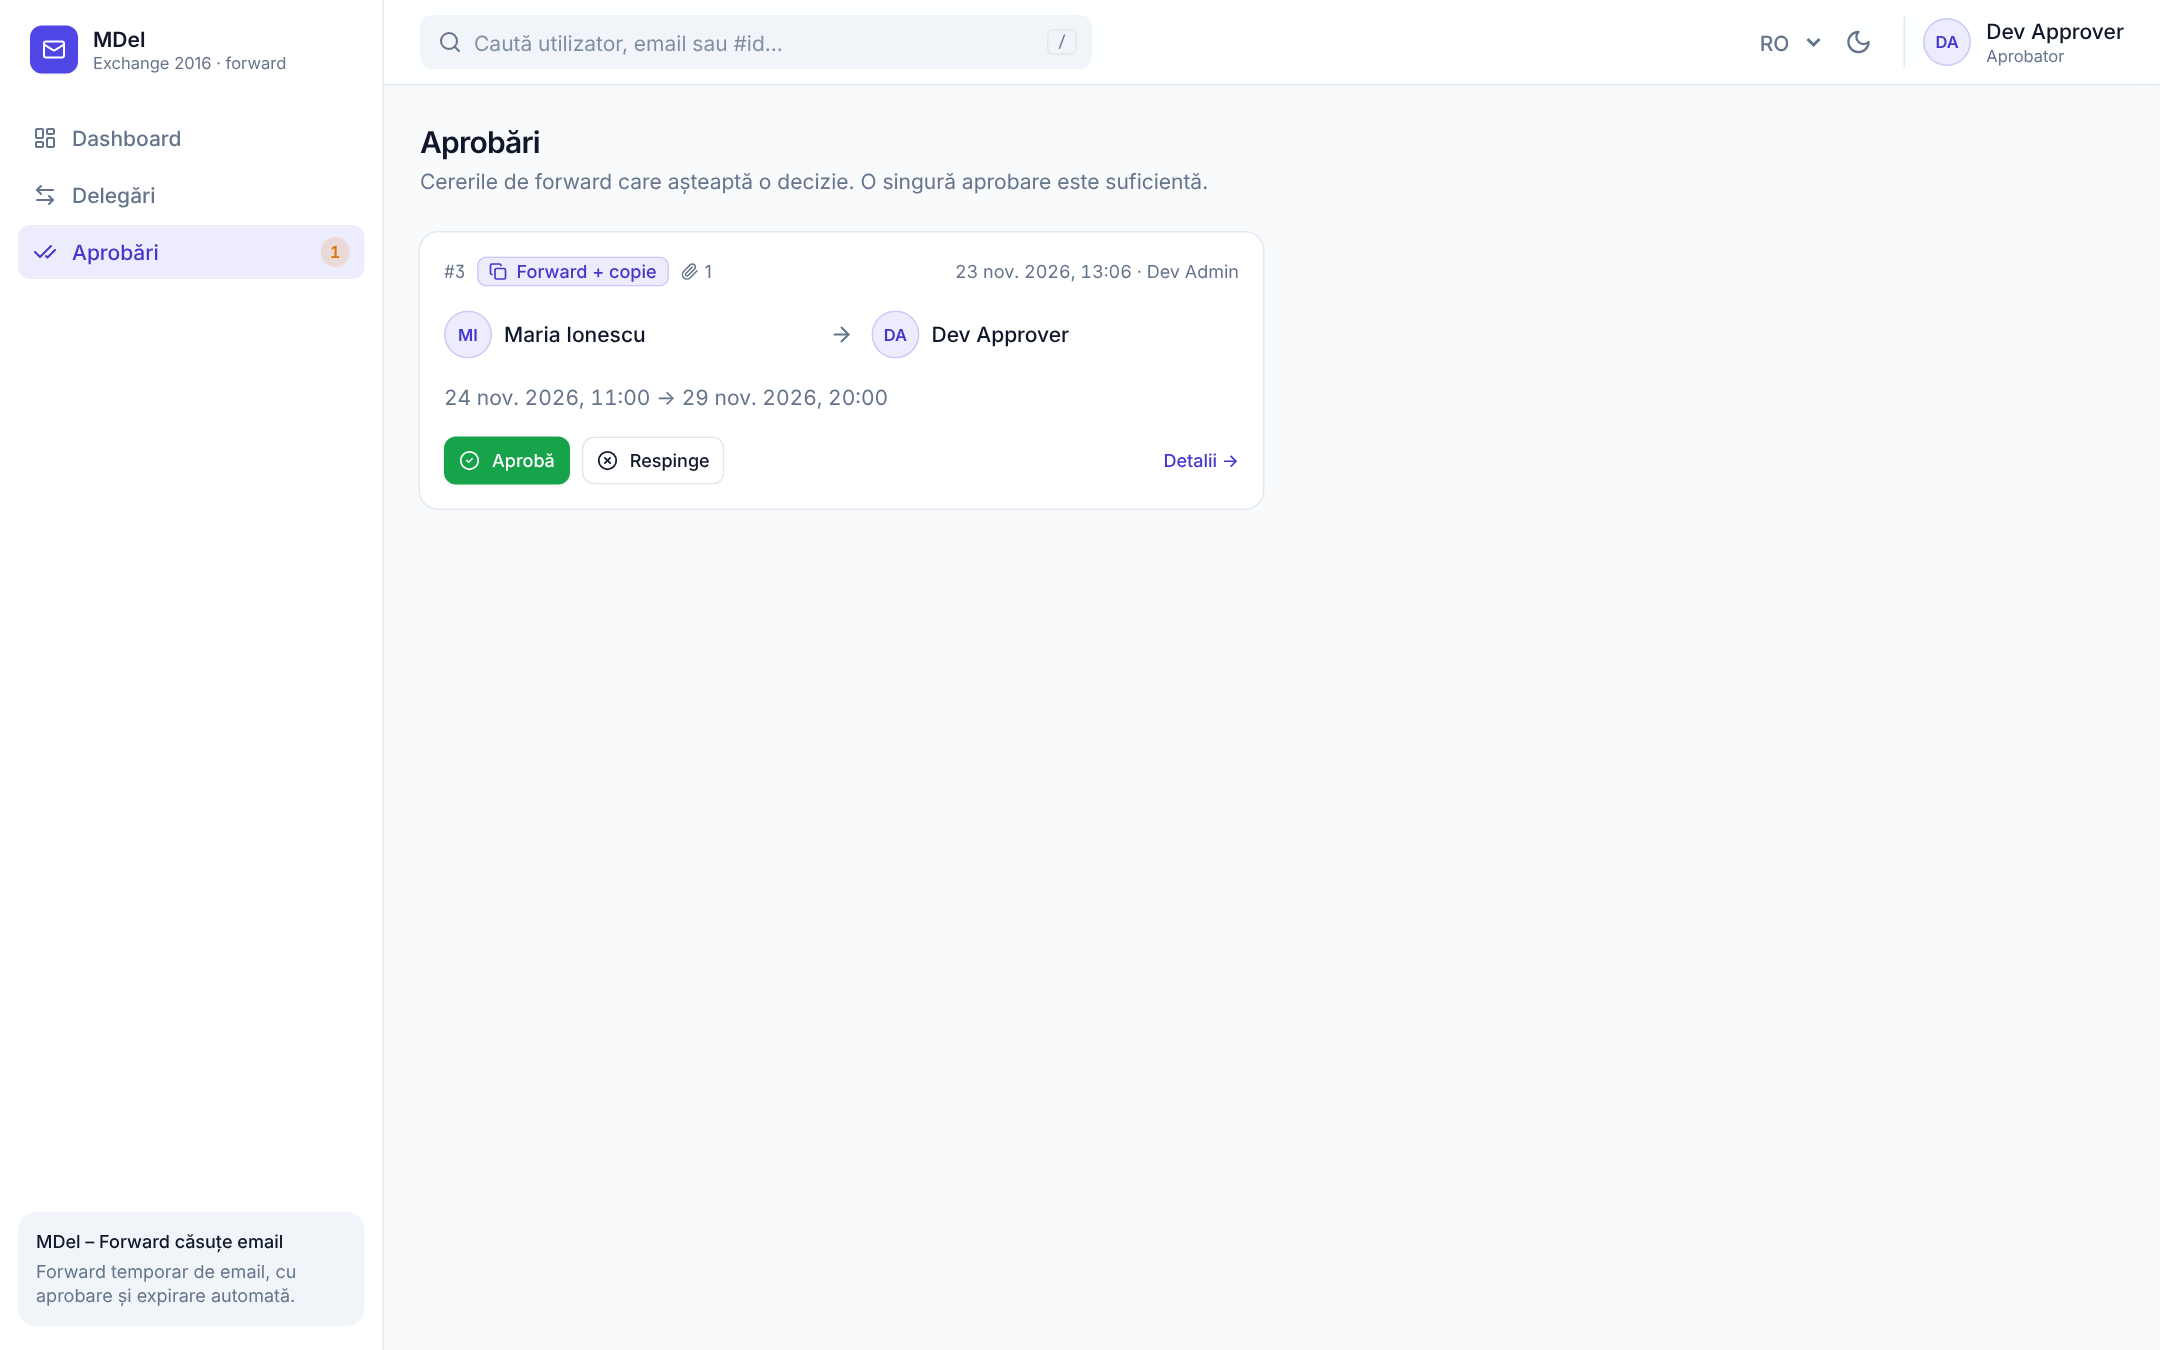 MDel
Exchange 2016 · forward
Dashboard
Delegări
Aprobări 1
MDel – Forward căsuțe email
Forward temporar de email, cu
aprobare și expirare automată.
Caută utilizator, email sau #id... /
RO
DA
Dev Approver
Aprobator
Aprobări
Cererile de forward care așteaptă o decizie. O singură aprobare este suficientă.
#3 Forward + copie 1 23 nov. 2026, 13:06 · Dev Admin
MI Maria Ionescu → DA Dev Approver
24 nov. 2026, 11:00 → 29 nov. 2026, 20:00
Aprobă Respinge Detalii →